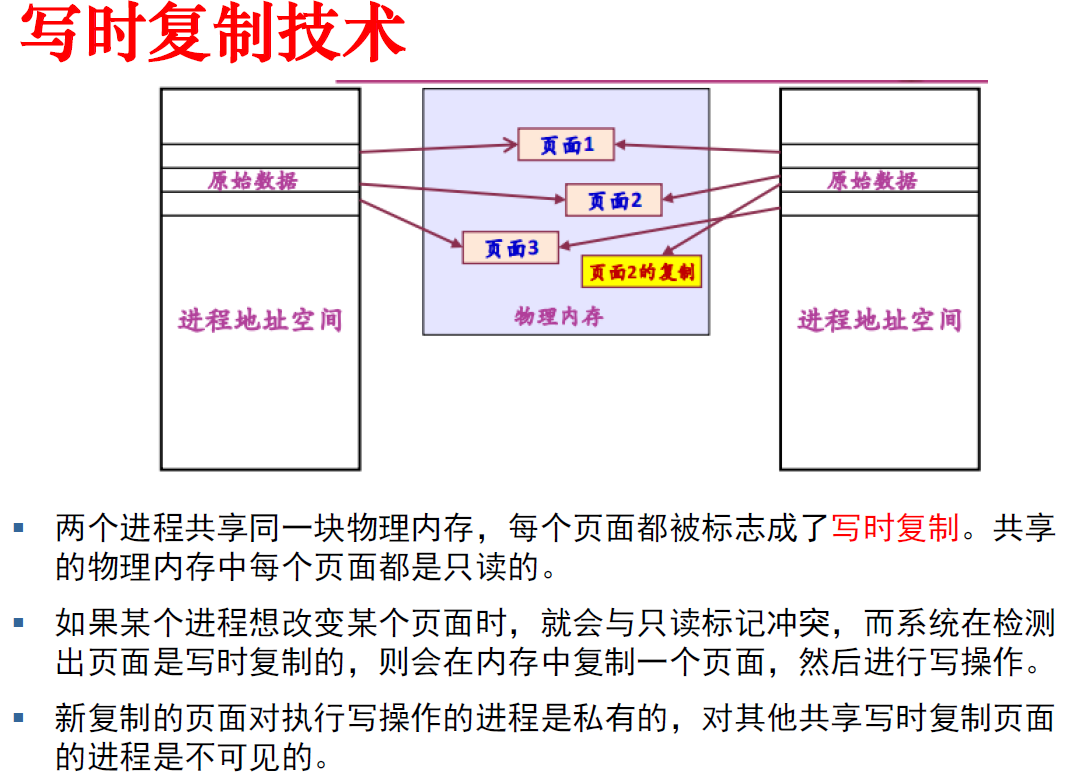 写时复制技术
页面1
原始数据
原始数据
页面2
页面3
页面2的复制
进程地址空间
物理内存
进程地址空间
两个进程共享同一块物理内存，每个页面都被标志成了写时复制。共享
的物理内存中每个页面都是只读的。
如果某个进程想改变某个页面时，就会与只读标记冲突，而系统在检测
出页面是写时复制的，则会在内存中复制一个页面，然后进行写操作。
新复制的页面对执行写操作的进程是私有的，对其他共享写时复制页面
的进程是不可见的。